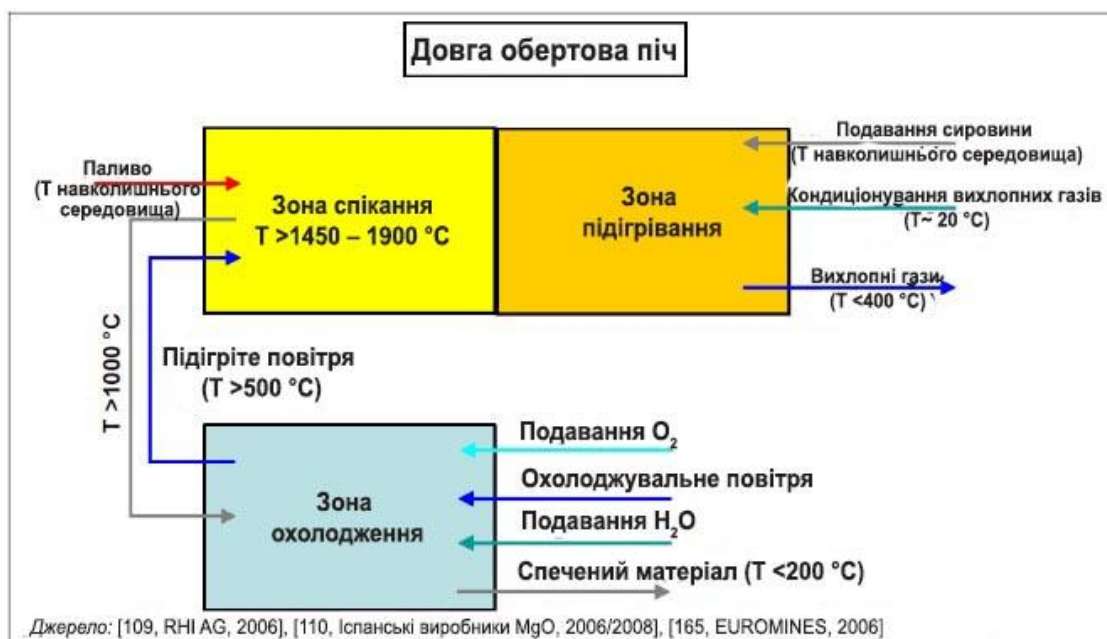 Довга обертова піч
Паливо
(Т навколишнього
середовища)
Зона спікання
Т >1450 – 1900 °C
Зона
підігрівання
Подавання сировини
(Т навколишнього середовища)
Кондиціонування вихлопних газів
(Т~ 20 °C)
Вихлопні гази
(Т <400 °C)
Т >1000 °C
Підігріте повітря
(Т >500 °C)
Зона
охолодження
Подавання O₂
Охолоджувальне повітря
Подавання H₂O
Спечений матеріал (Т <200 °C)
Джерело: [109, RHI AG, 2006], [110, Іспанські виробники MgO, 2006/2008], [165, EUROMINES, 2006]